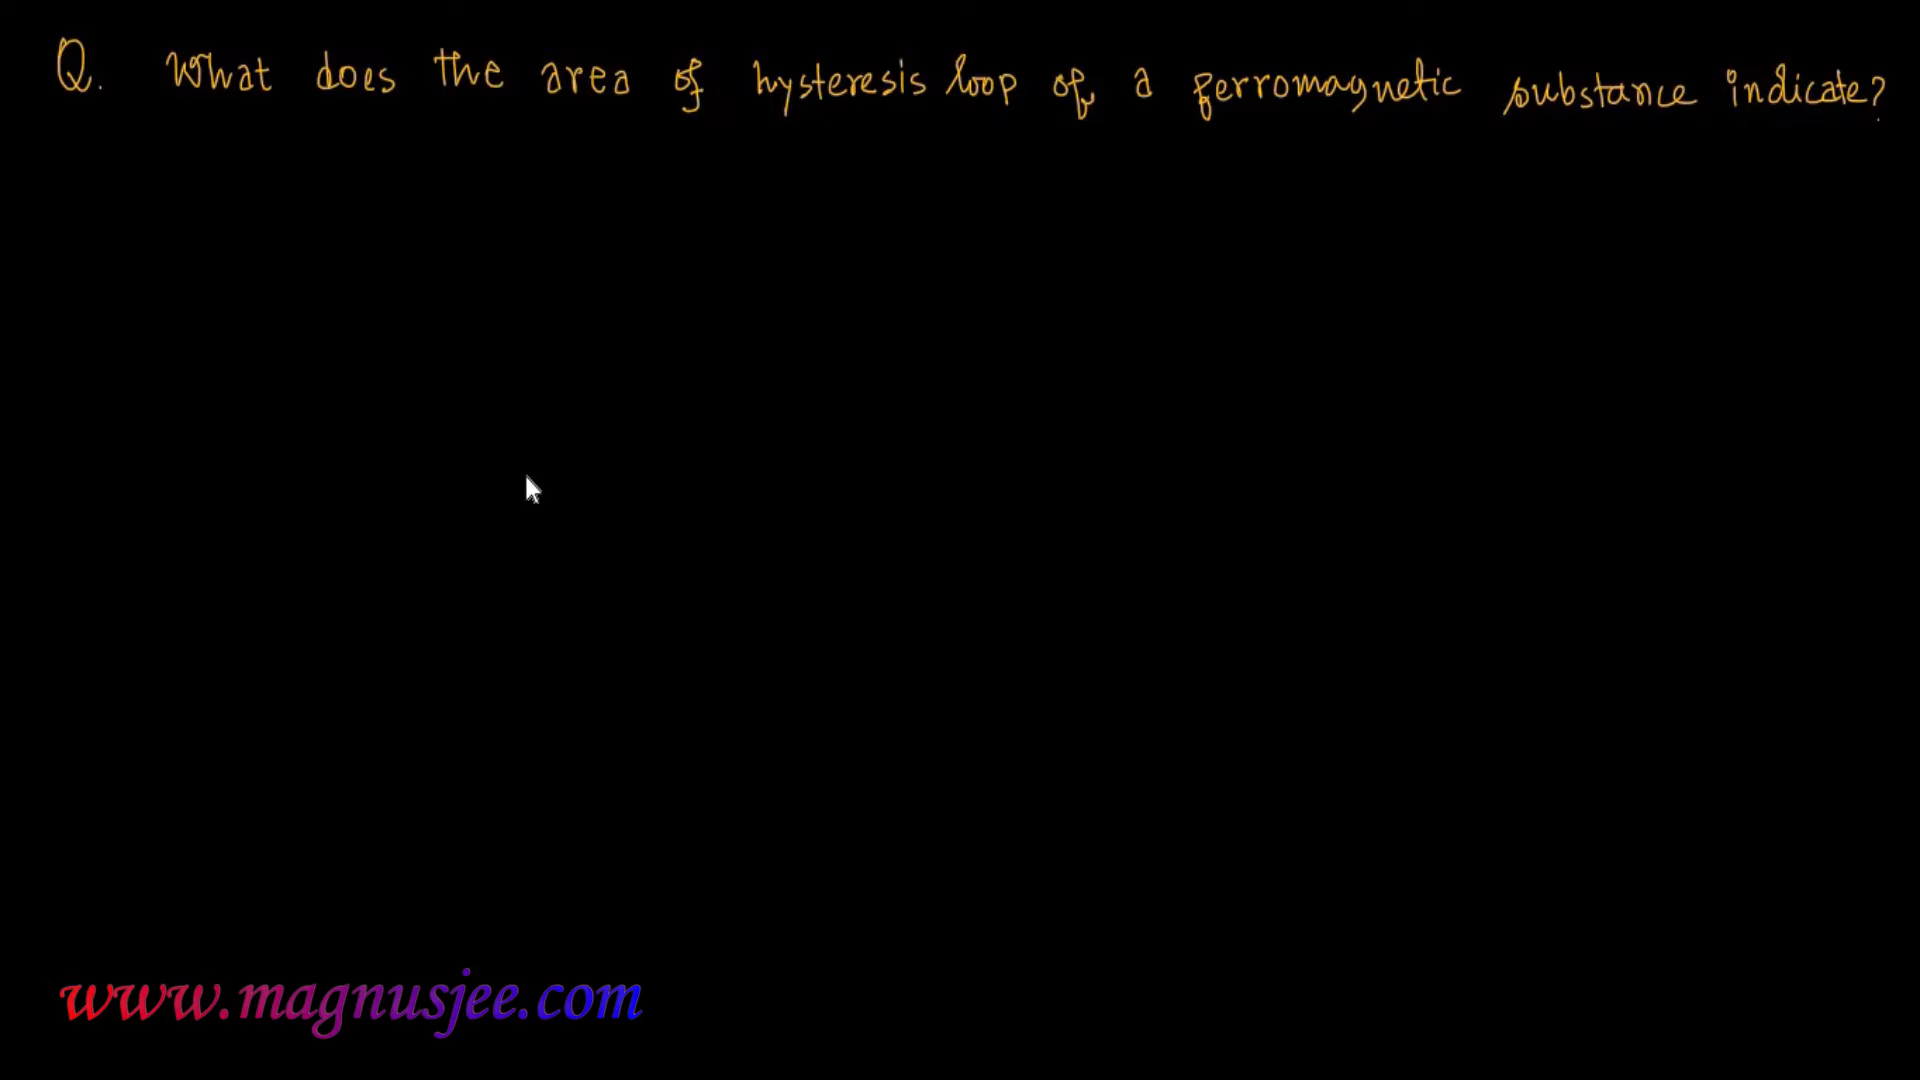 Q. What does the area of hysteresis loop of a ferromagnetic substance indicate?
www.magnusjee.com